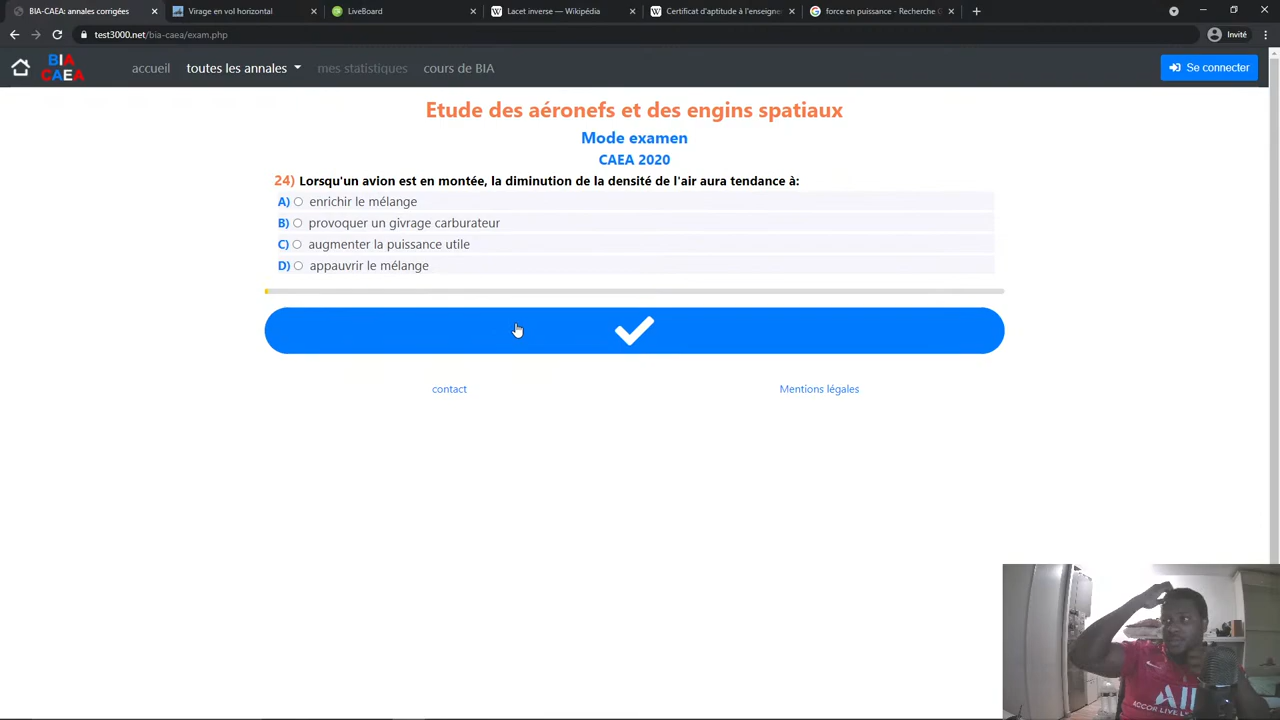 BIA-CAEA: annales corrigées
Virage en vol horizontal
LiveBoard
Lacet inverse — Wikipédia
Certificat d'aptitude à l'enseigne
force en puissance - Recherche G
test3000.net/bia-caea/exam.php
Invité
BIA
CAEA
accueil
toutes les annales
mes statistiques
cours de BIA
Se connecter
Etude des aéronefs et des engins spatiaux
Mode examen
CAEA 2020
24) Lorsqu'un avion est en montée, la diminution de la densité de l'air aura tendance à:
A) enrichir le mélange
B) provoquer un givrage carburateur
C) augmenter la puissance utile
D) appauvrir le mélange
contact
Mentions légales
ALL
ACCOR LIVE L